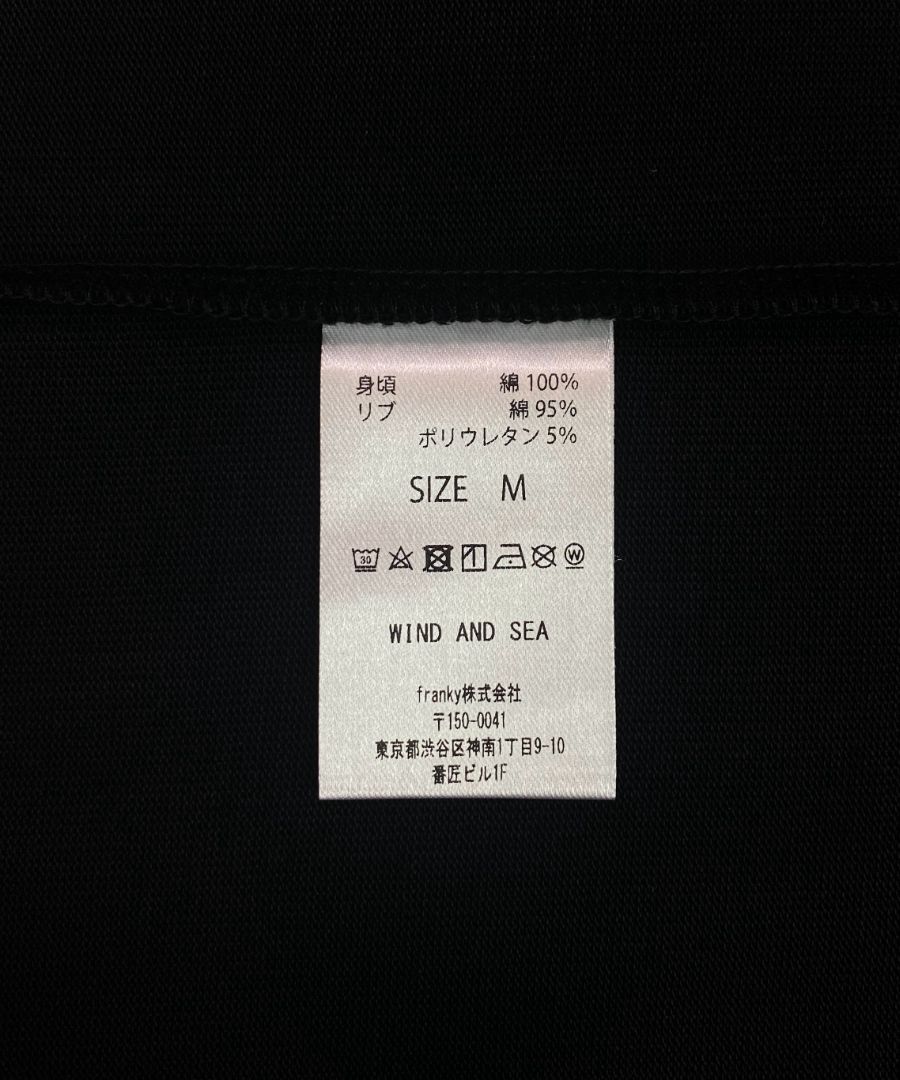 身頃 綿 100%
リブ 綿 95%
ポリウレタン 5%
SIZE M
30 W
WIND AND SEA
franky株式会社
〒150-0041
東京都渋谷区神南1丁目9-10
番匠ビル1F